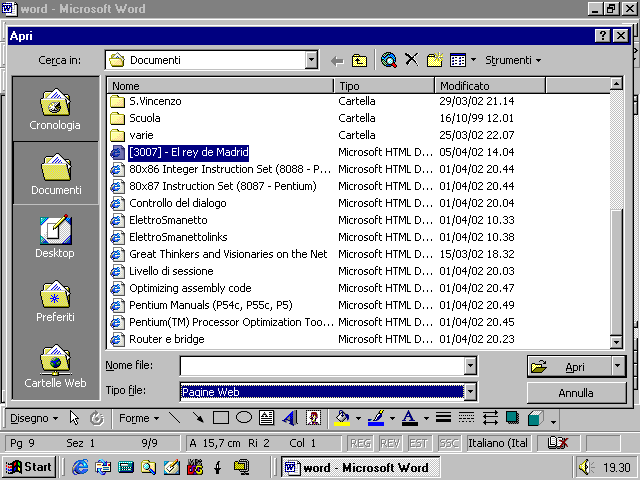 word - Microsoft Word
Apri
Cerca in: Documenti Strumenti
Nome Tipo Modificato
S.Vincenzo Cartella 29/03/02 21.14
Scuola Cartella 16/10/99 12.01
varie Cartella 25/03/02 22.07
[3007] - El rey de Madrid Microsoft HTML D... 05/04/02 14.04
80x86 Integer Instruction Set (8088 - P... Microsoft HTML D... 01/04/02 20.44
80x87 Instruction Set (8087 - Pentium) Microsoft HTML D... 01/04/02 20.44
Controllo del dialogo Microsoft HTML D... 01/04/02 20.04
ElettroSmanetto Microsoft HTML D... 01/04/02 10.33
ElettroSmanettolinks Microsoft HTML D... 01/04/02 10.38
Great Thinkers and Visionaries on the Net Microsoft HTML D... 15/03/02 18.32
Livello di sessione Microsoft HTML D... 01/04/02 20.03
Optimizing assembly code Microsoft HTML D... 01/04/02 20.47
Pentium Manuals (P54c, P55c, P5) Microsoft HTML D... 01/04/02 20.49
Pentium(TM) Processor Optimization Too... Microsoft HTML D... 01/04/02 20.45
Router e bridge Microsoft HTML D... 01/04/02 20.23
Cronologia
Documenti
Desktop
Preferiti
Cartelle Web
Nome file: Apri
Tipo file: Pagine Web Annulla
Disegno Forme
Pg 9 Sez 1 9/9 A 15,7 cm Ri 2 Col 1 REG REV EST SSC Italiano (Ital
Start word - Microsoft Word 19.30